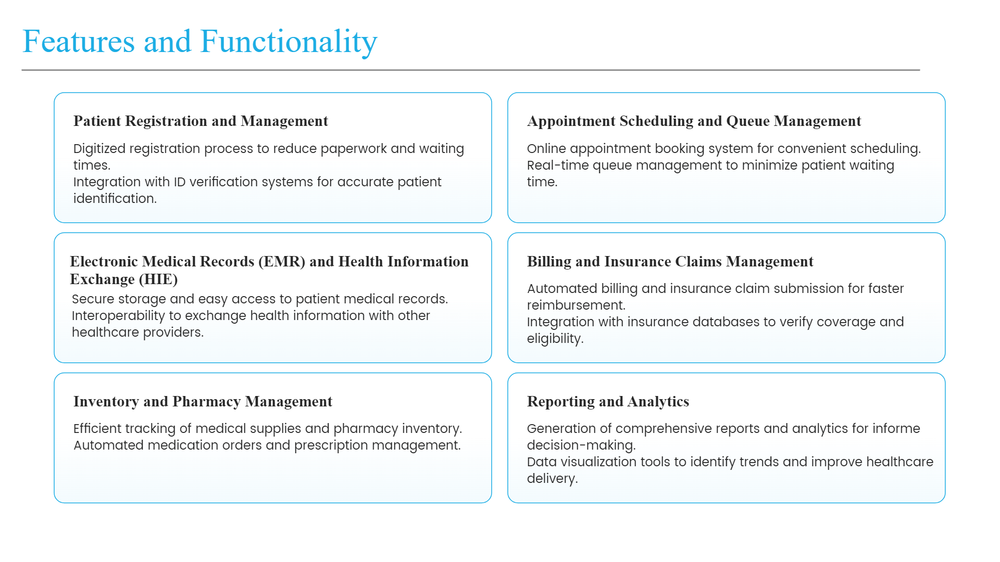 Features and Functionality
Patient Registration and Management
Digitized registration process to reduce paperwork and waiting
times.
Integration with ID verification systems for accurate patient
identification.
Appointment Scheduling and Queue Management
Online appointment booking system for convenient scheduling.
Real-time queue management to minimize patient waiting
time.
Electronic Medical Records (EMR) and Health Information
Exchange (HIE)
Secure storage and easy access to patient medical records.
Interoperability to exchange health information with other
healthcare providers.
Billing and Insurance Claims Management
Automated billing and insurance claim submission for faster
reimbursement.
Integration with insurance databases to verify coverage and
eligibility.
Inventory and Pharmacy Management
Efficient tracking of medical supplies and pharmacy inventory.
Automated medication orders and prescription management.
Reporting and Analytics
Generation of comprehensive reports and analytics for informe
decision-making.
Data visualization tools to identify trends and improve healthcare
delivery.